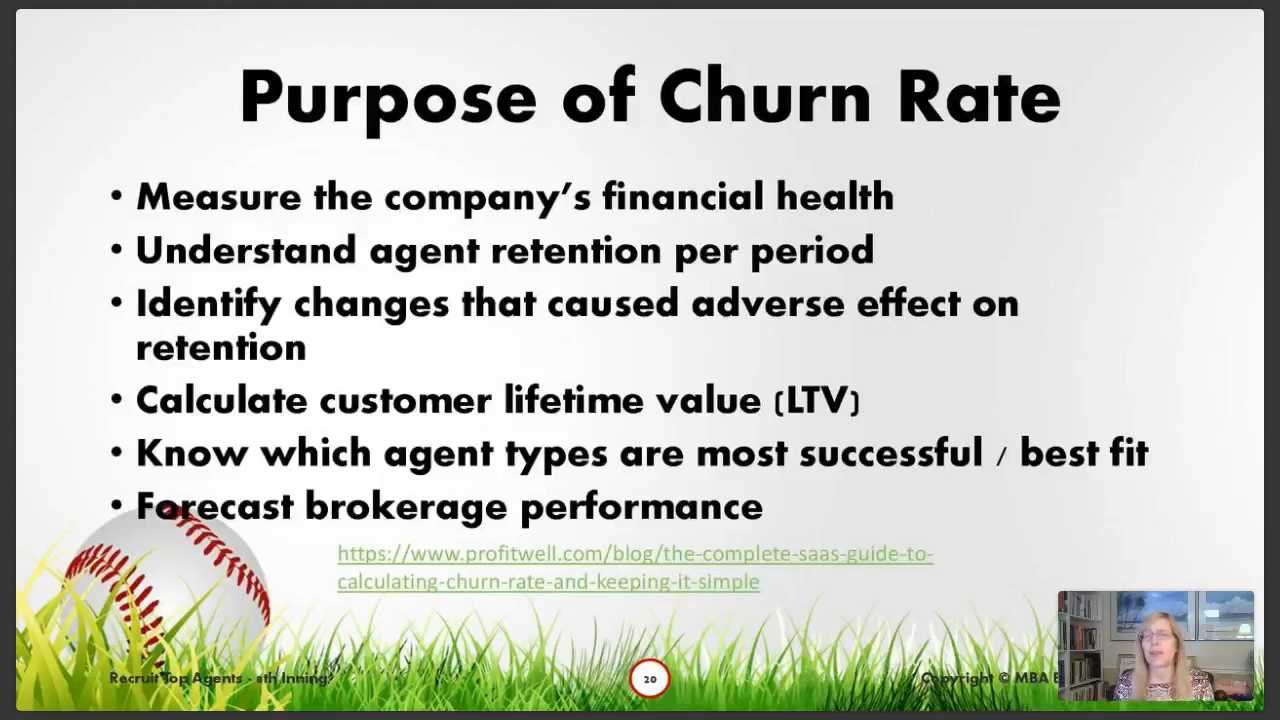 Purpose of Churn Rate
• Measure the company’s financial health
• Understand agent retention per period
• Identify changes that caused adverse effect on
retention
• Calculate customer lifetime value (LTV)
• Know which agent types are most successful / best fit
• Forecast brokerage performance
https://www.profitwell.com/blog/the-complete-saas-guide-to-
calculating-churn-rate-and-keeping-it-simple
Recruit Top Agents - Inning
20
Copyright © MBA